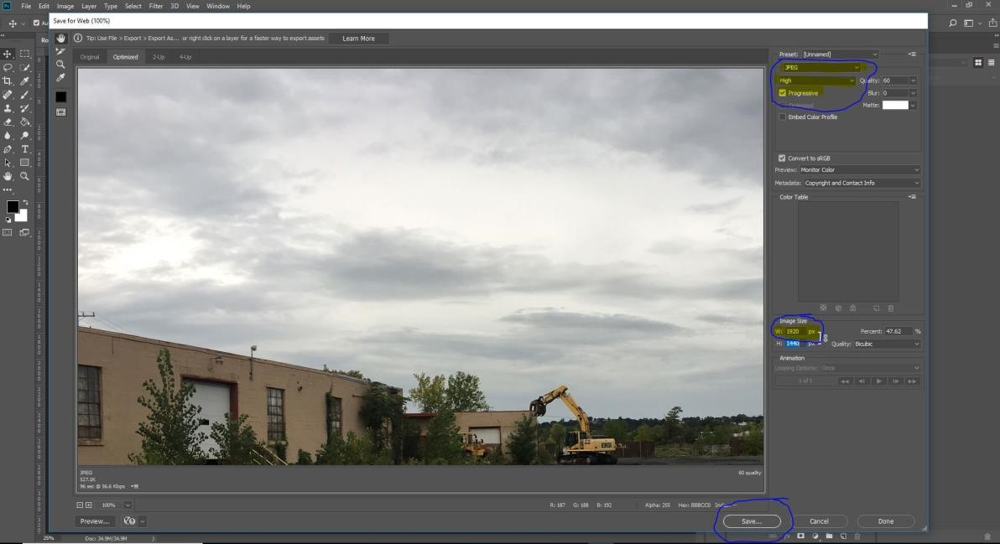 Ps File Edit Image Layer Type Select Filter 3D View Window Help
Save for Web (100%)
Tip: Use File > Export > Export As... or right click on a layer for a faster way to export assets Learn More
Original Optimized 2-Up 4-Up
Preset: [Unnamed]
JPEG
High Quality: 60
Progressive Blur: 0
Optimized Matte:
Embed Color Profile
Convert to sRGB
Preview: Monitor Color
Metadata: Copyright and Contact Info
Color Table
Image Size
W: 1920 px Percent: 47.62 %
H: 1440 px Quality: Bicubic
Animation
Looping Options: Once
1 of 1
ERSI
JPEG 60 quality
527.1K
96 sec @ 56.6 Kbps
100% R: 187 G: 188 B: 192 Alpha: 255 Hex: BBBCC0 Index: --
Preview... Save... Cancel Done
25% Doc: 34.9M/34.9M